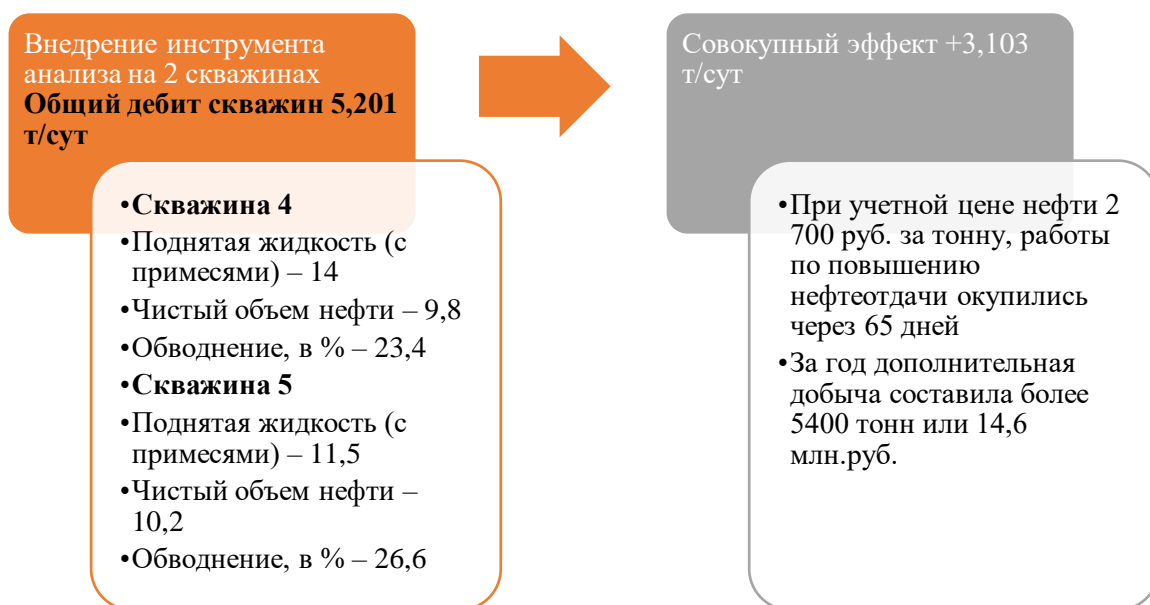 Внедрение инструмента
анализа на 2 скважинах
Общий дебит скважин 5,201
т/сут
•Скважина 4
•Поднятая жидкость (с
примесями) – 14
•Чистый объем нефти – 9,8
•Обводнение, в % – 23,4
•Скважина 5
•Поднятая жидкость (с
примесями) – 11,5
•Чистый объем нефти –
10,2
•Обводнение, в % – 26,6
Совокупный эффект +3,103
т/сут
•При учетной цене нефти 2
700 руб. за тонну, работы
по повышению
нефтеотдачи окупились
через 65 дней
•За год дополнительная
добыча составила более
5400 тонн или 14,6
млн.руб.